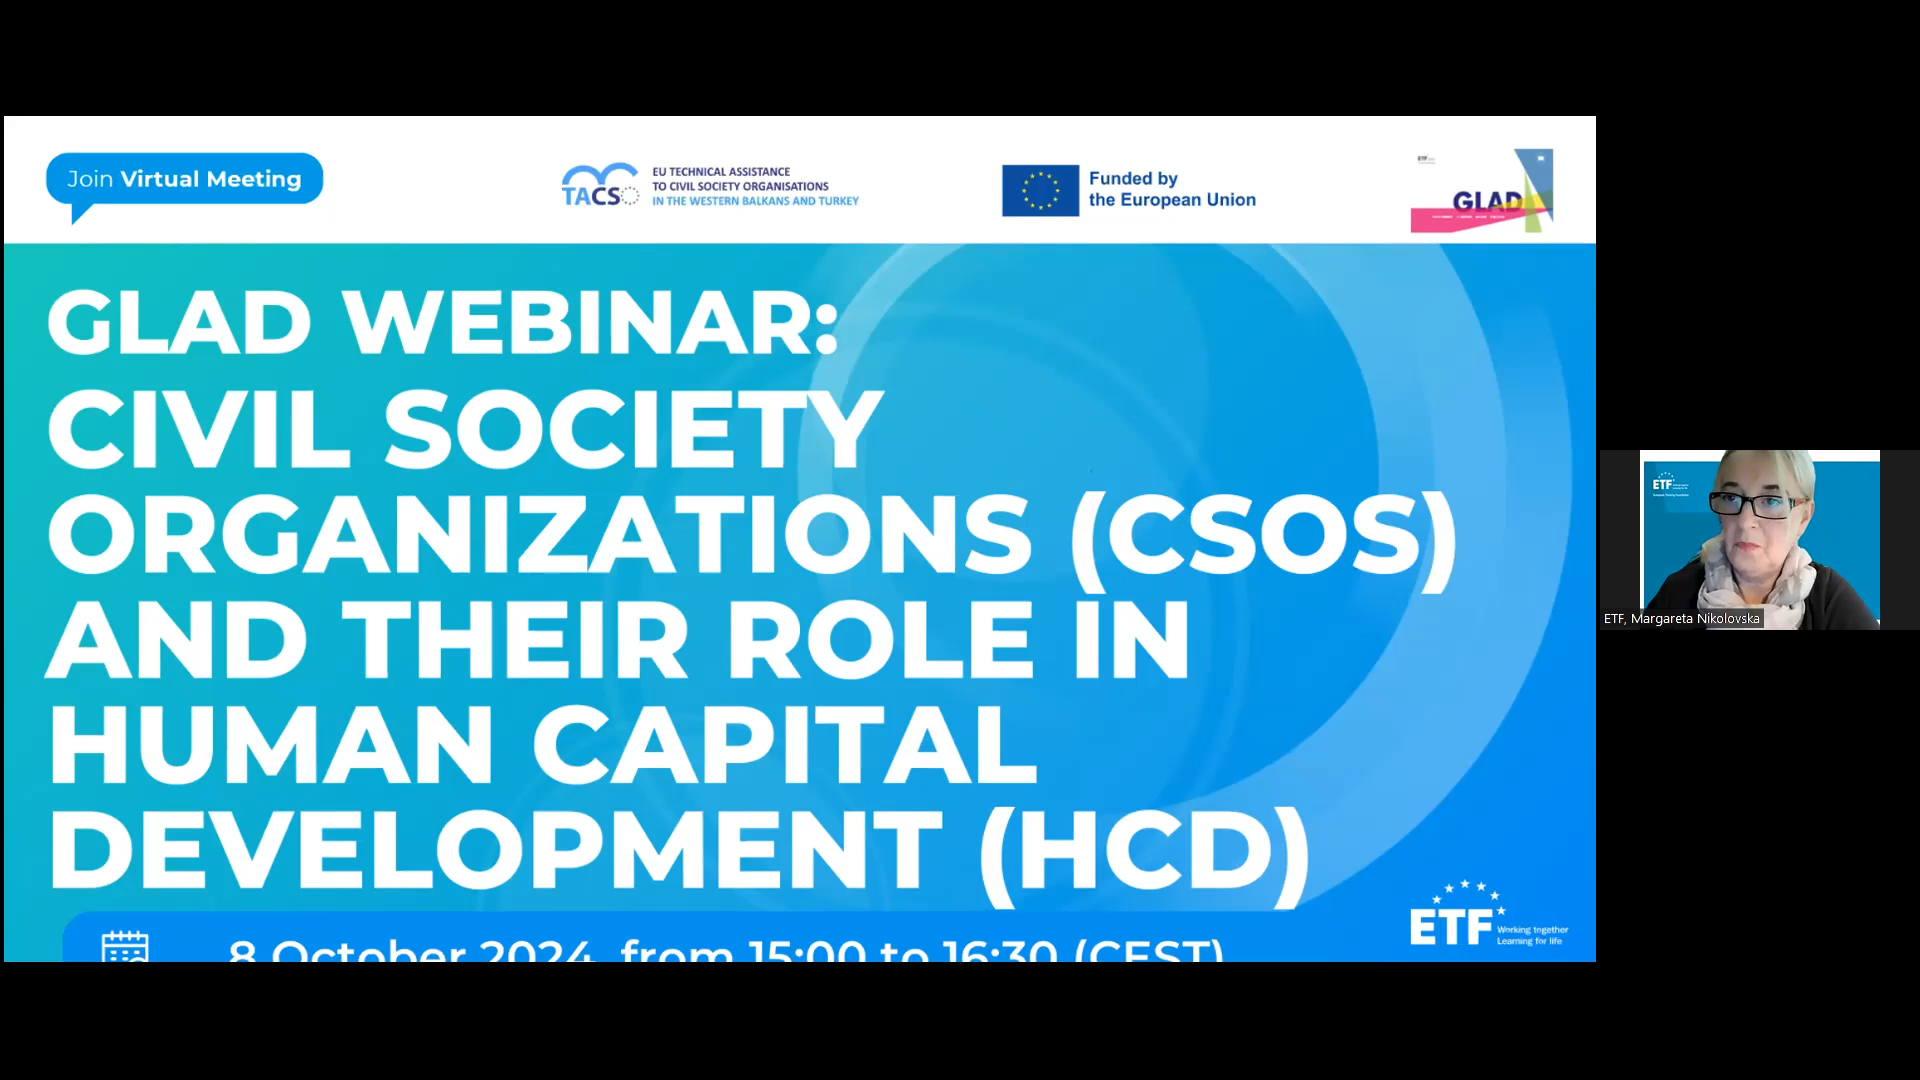 Join Virtual Meeting
TACSO
EU TECHNICAL ASSISTANCE
TO CIVIL SOCIETY ORGANISATIONS
IN THE WESTERN BALKANS AND TURKEY
Funded by
the European Union
ETF
GLAD
GLAD WEBINAR:
CIVIL SOCIETY
ORGANIZATIONS (CSOS)
AND THEIR ROLE IN
HUMAN CAPITAL
DEVELOPMENT (HCD)
8 October 2024, from 15:00 to 16:30 (CEST)
ETF
Working together
Learning for life
ETF
ETF, Margareta Nikolovska